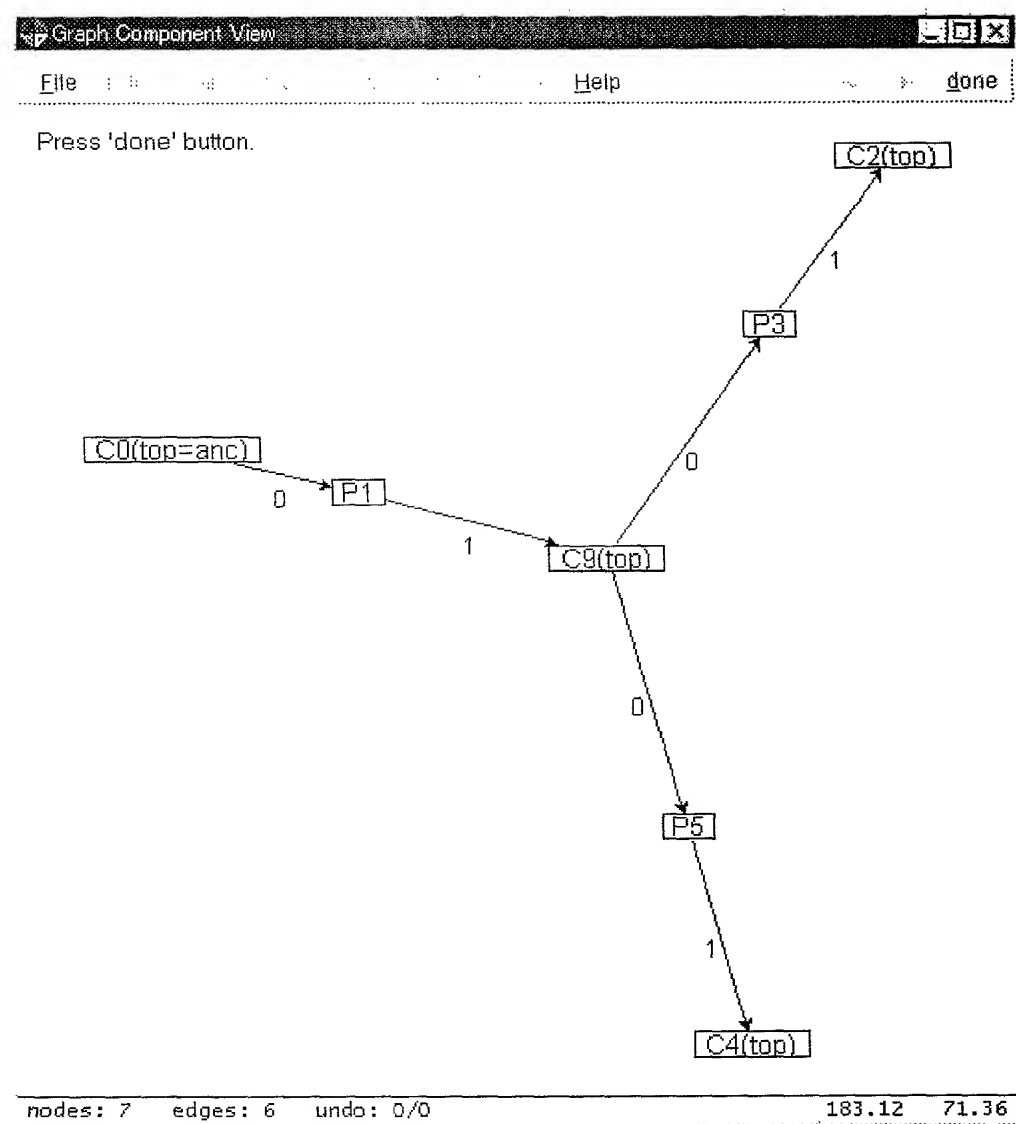 Graph Component View
File Help done
Press 'done' button.
C2(top)
1
P3
C0(top=anc)
0
0
P1
1
C9(top)
0
P5
1
C4(top)
nodes: 7 edges: 6 undo: 0/0 183.12 71.36